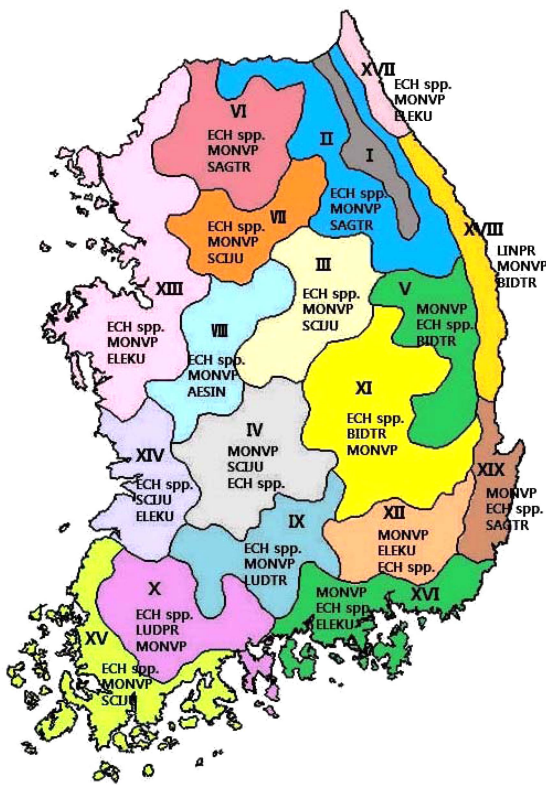 XVII
ECH spp.
MONVP
ELEKU
VI
ECH spp.
MONVP
SAGTR
II
ECH spp.
MONVP
SAGTR
I
VII
ECH spp.
MONVP
SCIJU
XVIII
LINPR
MONVP
BIDTR
III
ECH spp.
MONVP
SCIJU
V
MONVP
ECH spp.
BIDTR
XIII
ECH spp.
MONVP
ELEKU
VIII
ECH spp.
MONVP
AESIN
XI
ECH spp.
BIDTR
MONVP
IV
MONVP
SCIJU
ECH spp.
XIV
ECH spp.
SCIJU
ELEKU
XIX
MONVP
ECH spp.
SAGTR
IX
ECH spp.
MONVP
LUDTR
XII
MONVP
ELEKU
ECH spp.
X
ECH spp.
LUDPR
MONVP
XVI
MONVP
ECH spp.
ELEKU
XV
ECH spp.
MONVP
SCIJU